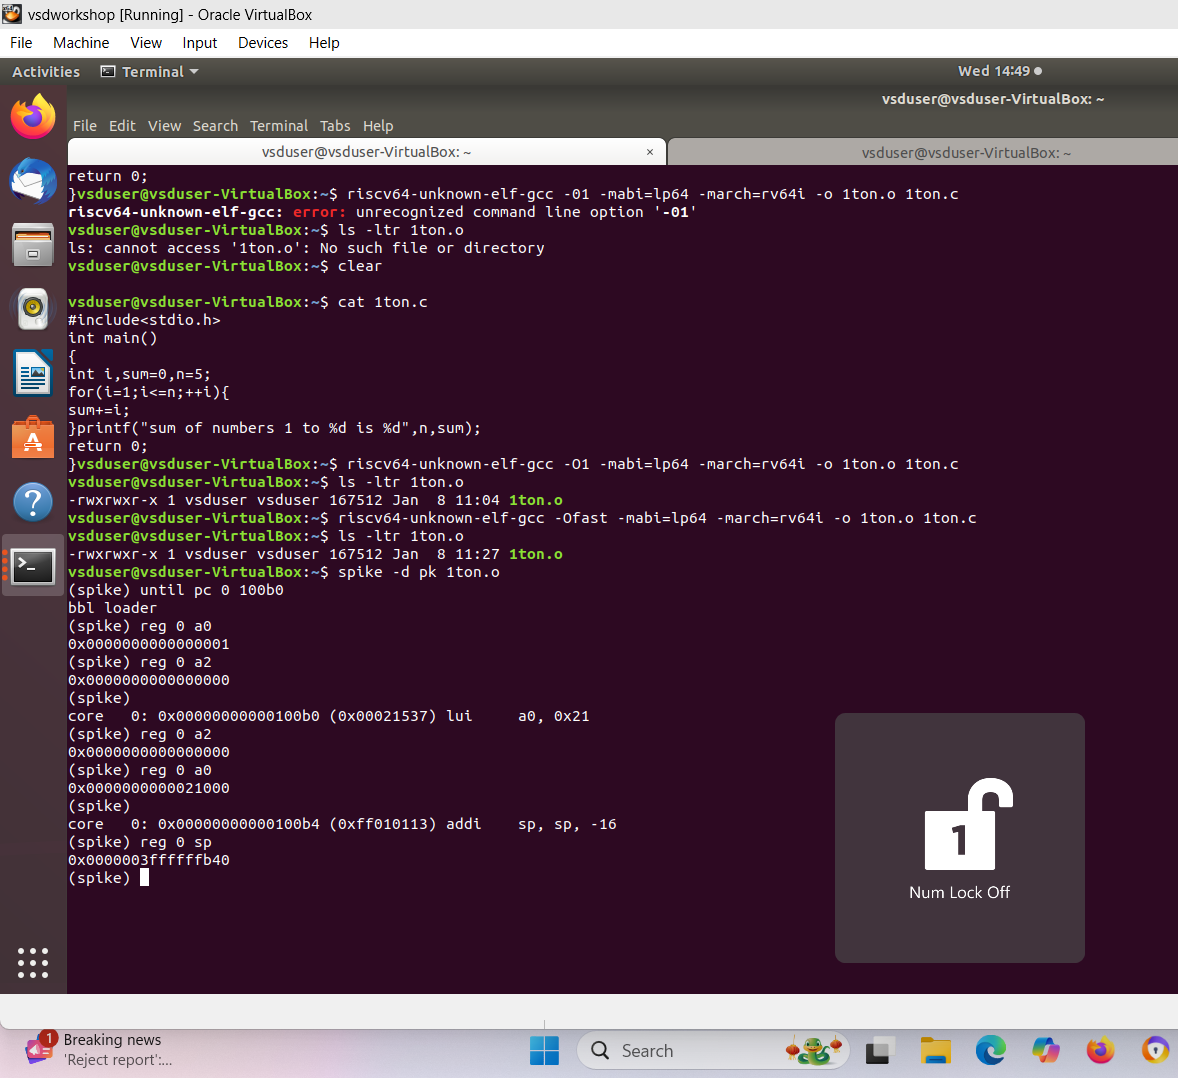 vsdworkshop [Running] - Oracle VirtualBox
File Machine View Input Devices Help
Activities Terminal Wed 14:49
vsduser@vsduser-VirtualBox: ~
File Edit View Search Terminal Tabs Help
vsduser@vsduser-VirtualBox: ~ × vsduser@vsduser-VirtualBox: ~
return 0;
}vsduser@vsduser-VirtualBox:~$ riscv64-unknown-elf-gcc -01 -mabi=lp64 -march=rv64i -o 1ton.o 1ton.c
riscv64-unknown-elf-gcc: error: unrecognized command line option '-01'
vsduser@vsduser-VirtualBox:~$ ls -ltr 1ton.o
ls: cannot access '1ton.o': No such file or directory
vsduser@vsduser-VirtualBox:~$ clear
vsduser@vsduser-VirtualBox:~$ cat 1ton.c
#include<stdio.h>
int main()
{
int i,sum=0,n=5;
for(i=1;i<=n;++i){
sum+=i;
}printf("sum of numbers 1 to %d is %d",n,sum);
return 0;
}vsduser@vsduser-VirtualBox:~$ riscv64-unknown-elf-gcc -O1 -mabi=lp64 -march=rv64i -o 1ton.o 1ton.c
vsduser@vsduser-VirtualBox:~$ ls -ltr 1ton.o
-rwxrwxr-x 1 vsduser vsduser 167512 Jan  8 11:04 1ton.o
vsduser@vsduser-VirtualBox:~$ riscv64-unknown-elf-gcc -Ofast -mabi=lp64 -march=rv64i -o 1ton.o 1ton.c
vsduser@vsduser-VirtualBox:~$ ls -ltr 1ton.o
-rwxrwxr-x 1 vsduser vsduser 167512 Jan  8 11:27 1ton.o
vsduser@vsduser-VirtualBox:~$ spike -d pk 1ton.o
(spike) until pc 0 100b0
bbl loader
(spike) reg 0 a0
0x0000000000000001
(spike) reg 0 a2
0x0000000000000000
(spike)
core   0: 0x00000000000100b0 (0x00021537) lui     a0, 0x21
(spike) reg 0 a2
0x0000000000000000
(spike) reg 0 a0
0x0000000000021000
(spike)
core   0: 0x00000000000100b4 (0xff010113) addi    sp, sp, -16
(spike) reg 0 sp
0x0000003ffffffb40
(spike)
1
Num Lock Off
1 Breaking news
'Reject report':...
Search